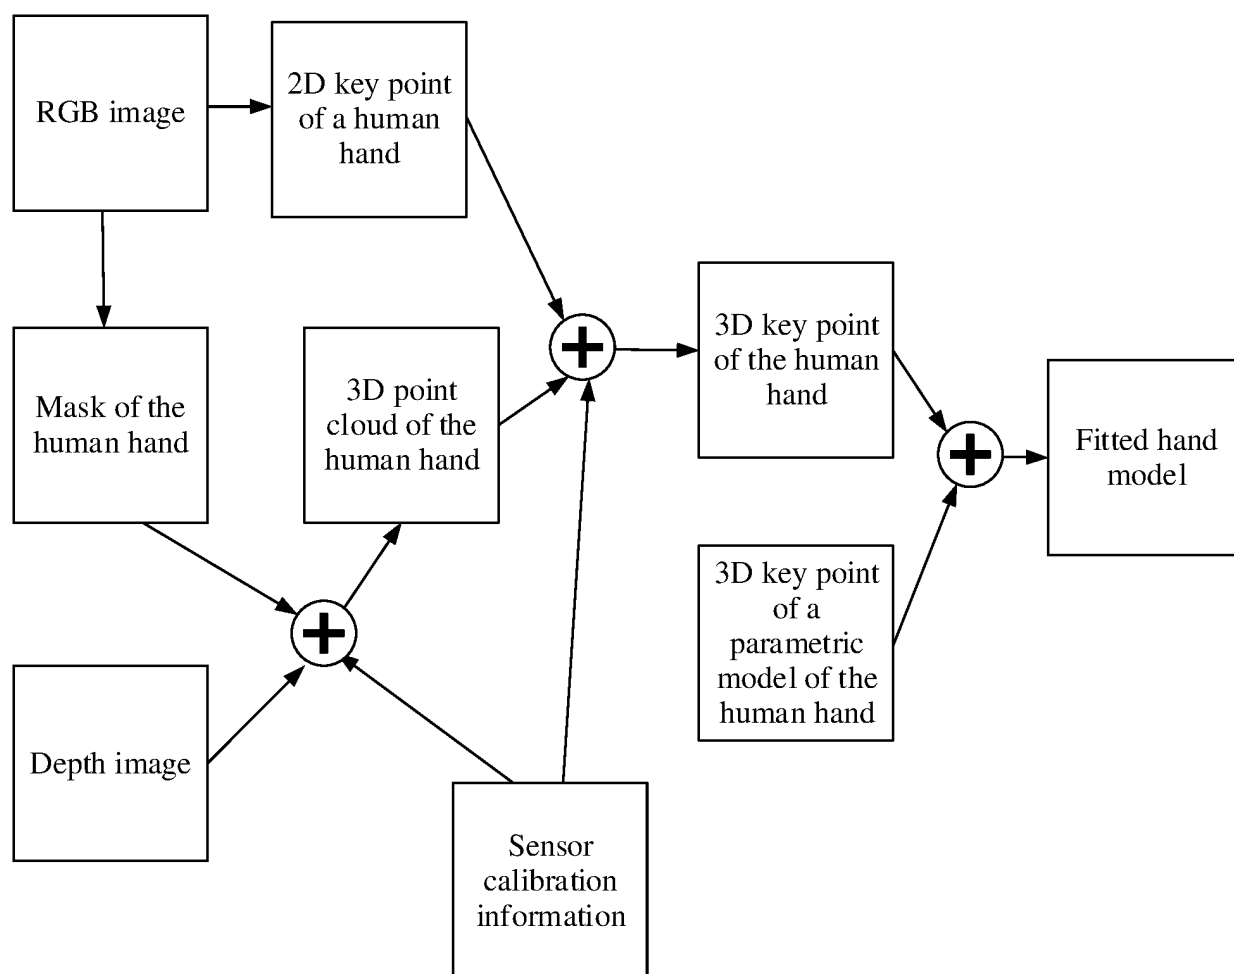 RGB image
2D key point
of a human
hand
Mask of the
human hand
3D point
cloud of the
human hand
3D key point
of the human
hand
Fitted hand
model
3D key point
of a
parametric
model of the
human hand
Depth image
Sensor
calibration
information